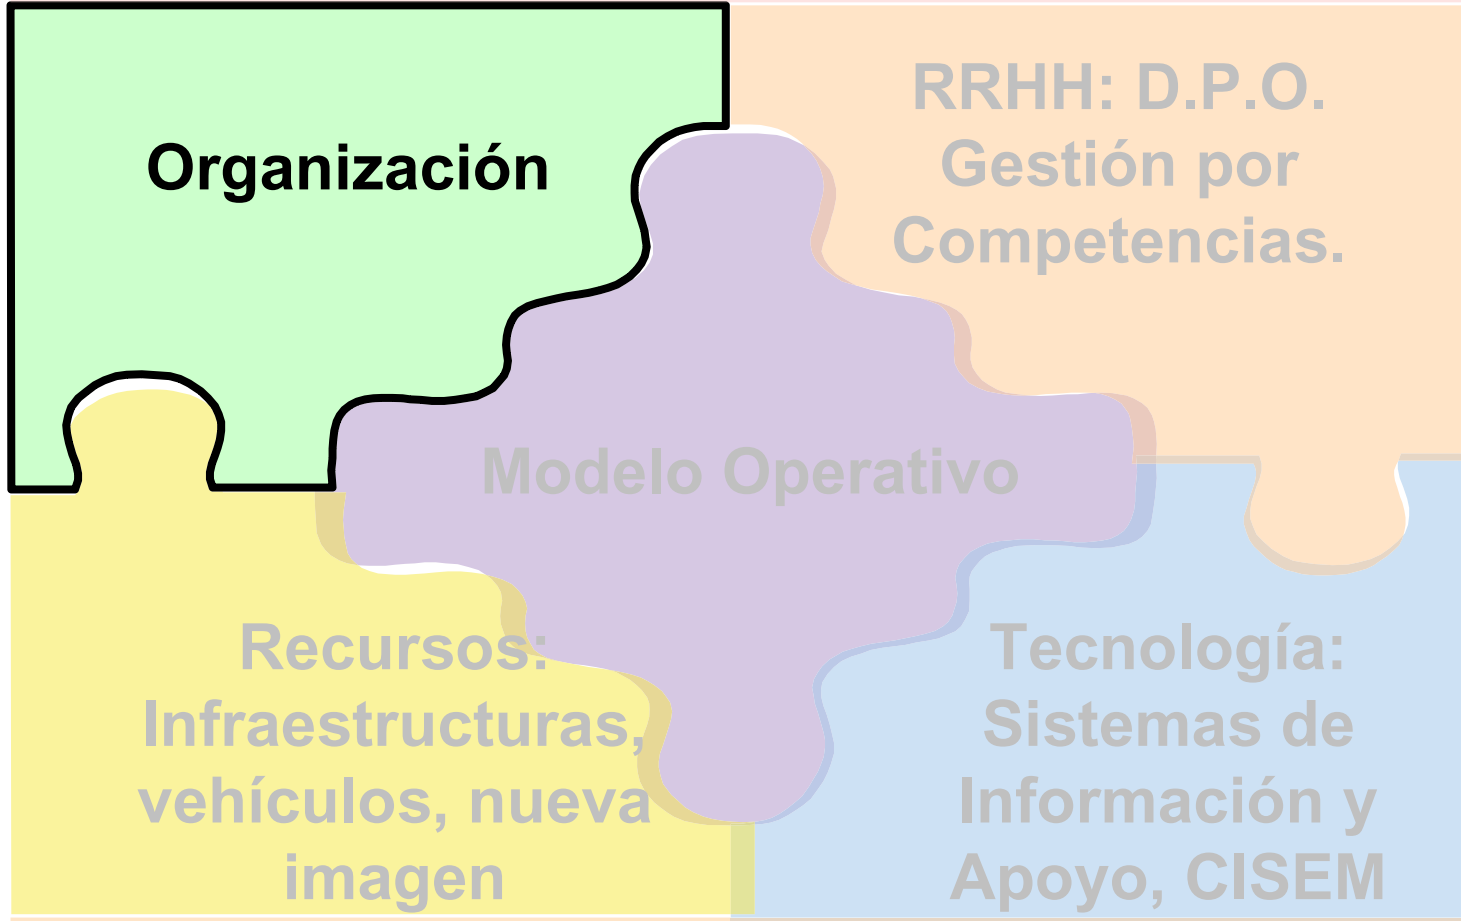 Organización
RRHH: D.P.O.
Gestión por
Competencias.
Modelo Operativo
Recursos:
Infraestructuras,
vehículos, nueva
imagen
Tecnología:
Sistemas de
Información y
Apoyo, CISEM